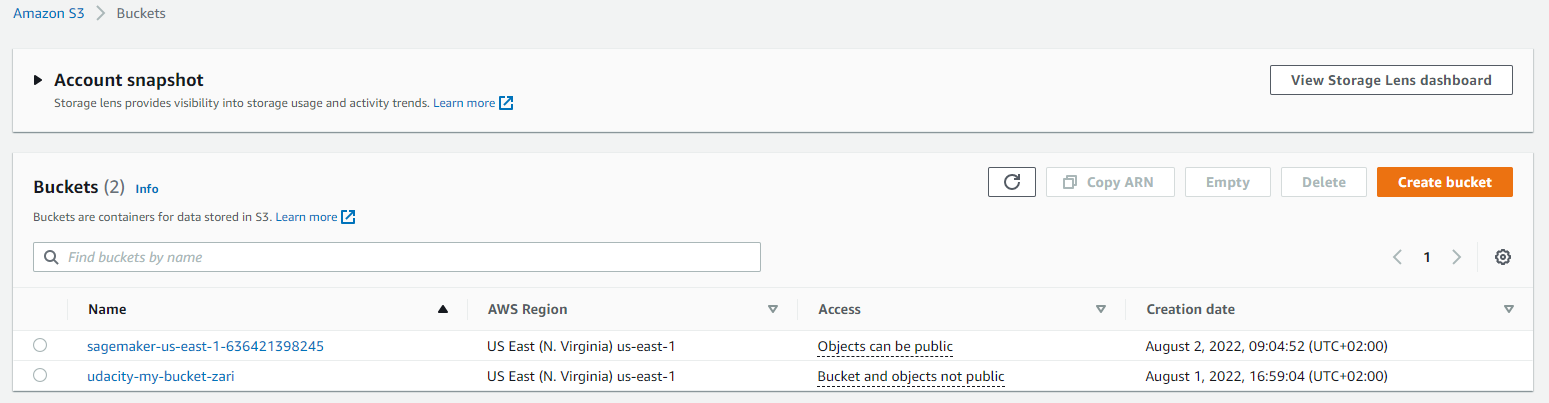 Amazon S3 > Buckets
Account snapshot
View Storage Lens dashboard
Storage lens provides visibility into storage usage and activity trends. Learn more
Buckets (2) Info
Copy ARN Empty Delete Create bucket
Buckets are containers for data stored in S3. Learn more
Find buckets by name
1
Name AWS Region Access Creation date
sagemaker-us-east-1-636421398245 US East (N. Virginia) us-east-1 Objects can be public August 2, 2022, 09:04:52 (UTC+02:00)
udacity-my-bucket-zari US East (N. Virginia) us-east-1 Bucket and objects not public August 1, 2022, 16:59:04 (UTC+02:00)